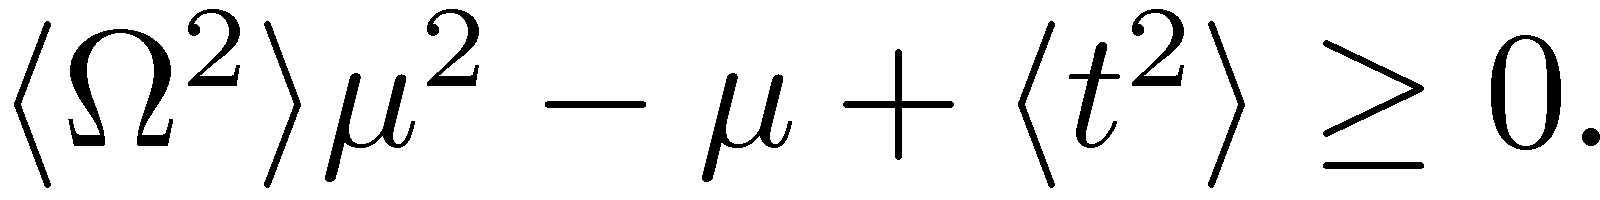 ⟨Ω²⟩μ² − μ + ⟨t²⟩ ≥ 0.